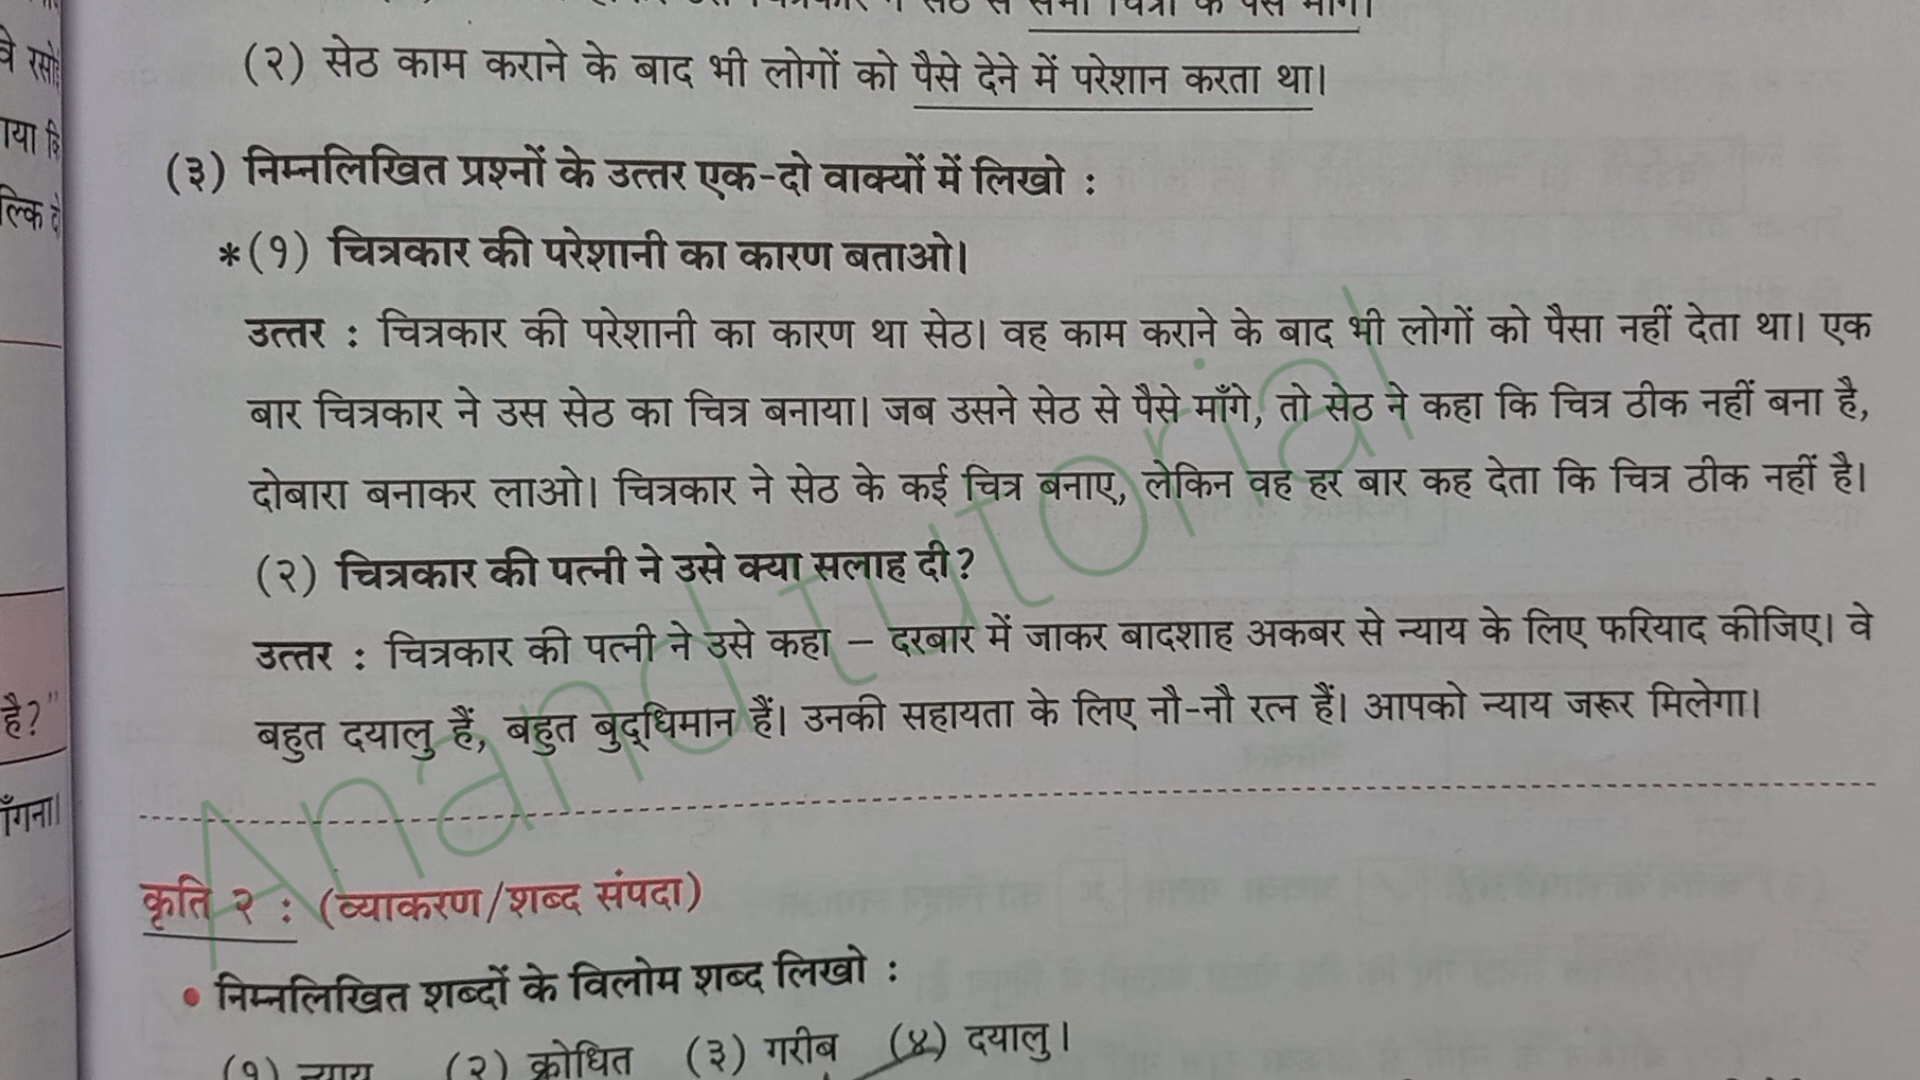 सेठ से सभी चित्रों के पैसे माँगे।
(२) सेठ काम कराने के बाद भी लोगों को पैसे देने में परेशान करता था।
(३) निम्नलिखित प्रश्नों के उत्तर एक-दो वाक्यों में लिखो :
*(१) चित्रकार की परेशानी का कारण बताओ।
उत्तर : चित्रकार की परेशानी का कारण था सेठ। वह काम कराने के बाद भी लोगों को पैसा नहीं देता था। एक
बार चित्रकार ने उस सेठ का चित्र बनाया। जब उसने सेठ से पैसे माँगे, तो सेठ ने कहा कि चित्र ठीक नहीं बना है,
दोबारा बनाकर लाओ। चित्रकार ने सेठ के कई चित्र बनाए, लेकिन वह हर बार कह देता कि चित्र ठीक नहीं है।
(२) चित्रकार की पत्नी ने उसे क्या सलाह दी?
उत्तर : चित्रकार की पत्नी ने उसे कहा – दरबार में जाकर बादशाह अकबर से न्याय के लिए फरियाद कीजिए। वे
बहुत दयालु हैं, बहुत बुद्धिमान हैं। उनकी सहायता के लिए नौ-नौ रत्न हैं। आपको न्याय जरूर मिलेगा।
Anand tutorial
कृति २ : (व्याकरण/शब्द संपदा)
• निम्नलिखित शब्दों के विलोम शब्द लिखो :
(१) न्याय (२) क्रोधित (३) गरीब (४) दयालु।
है?"